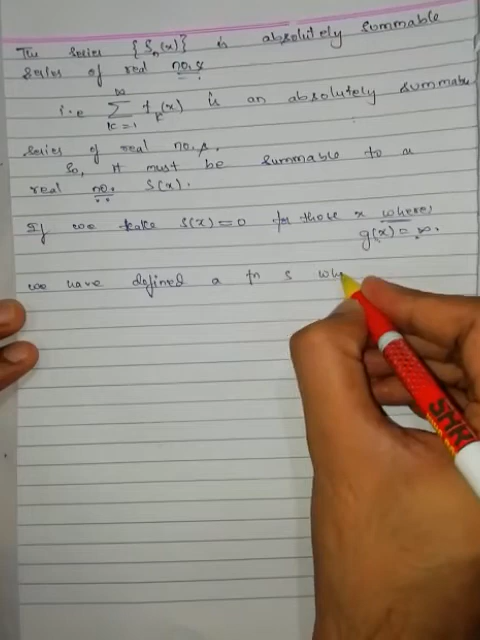 The series {S_n(x)} is absolutely summable
series of real no.s
i.e ∑_{k=1}^{∞} f_k(x) is an absolutely summable
series of real no.s.
So, it must be summable to a
real no. S(x).
If we take S(x) = 0 for those x where,
g(x) = ∞.
we have defined a fn S whe
SHK